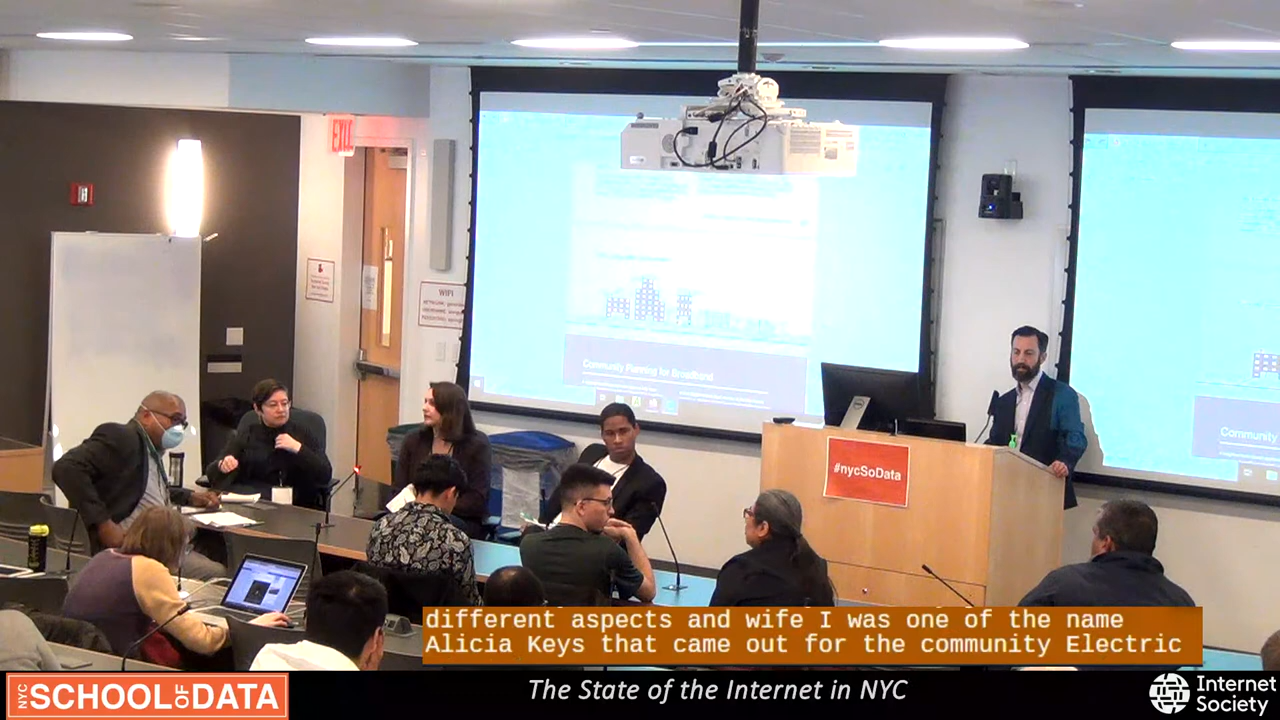 EXIT
WIFI
Community Planning for Broadband
Community
#nycSoData
different aspects and wife I was one of the name
Alicia Keys that came out for the community Electric
NYC SCHOOL OF DATA
The State of the Internet in NYC
Internet
Society